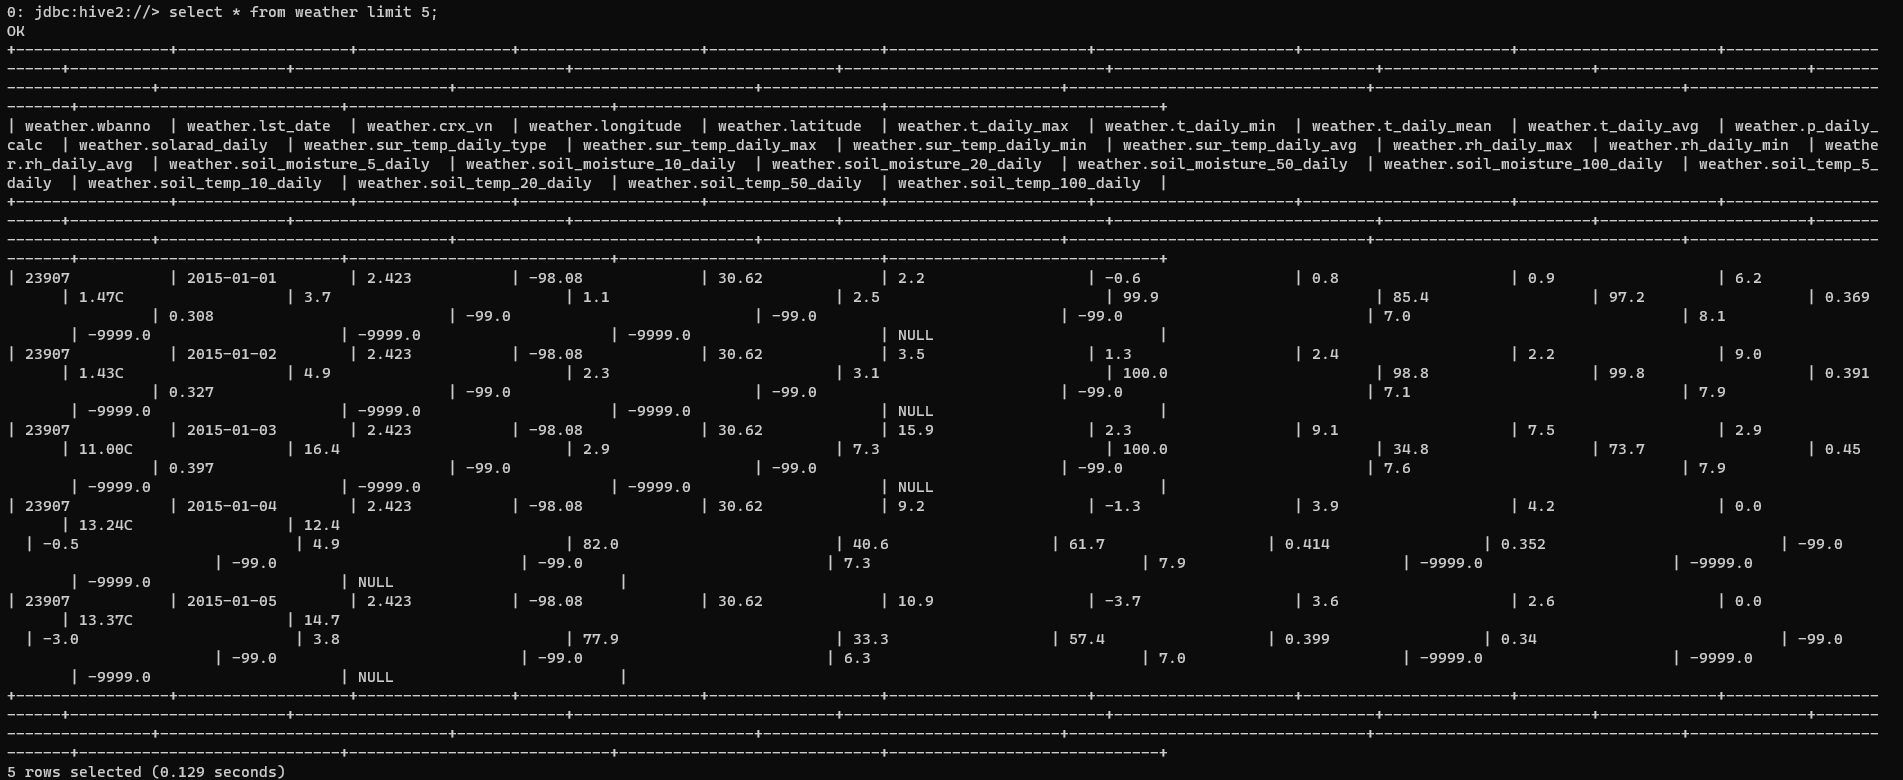 0: jdbc:hive2://> select * from weather limit 5;
OK
+-----------------+-------------------+-----------------+--------------------+-------------------+----------------------+---------------------+-----------------------+----------------------+-----------------
------+------------------------+------------------------------+-----------------------------+-----------------------------+-----------------------------+-----------------------+-----------------------+-------
----------------+--------------------------------+---------------------------------+---------------------------------+---------------------------------+----------------------------------+---------------------
-------+-----------------------------+-----------------------------+-----------------------------+------------------------------+
| weather.wbanno | weather.lst_date | weather.crx_vn | weather.longitude | weather.latitude | weather.t_daily_max | weather.t_daily_min | weather.t_daily_mean | weather.t_daily_avg | weather.p_daily_
calc | weather.solarad_daily | weather.sur_temp_daily_type | weather.sur_temp_daily_max | weather.sur_temp_daily_min | weather.sur_temp_daily_avg | weather.rh_daily_max | weather.rh_daily_min | weathe
r.rh_daily_avg | weather.soil_moisture_5_daily | weather.soil_moisture_10_daily | weather.soil_moisture_20_daily | weather.soil_moisture_50_daily | weather.soil_moisture_100_daily | weather.soil_temp_5_
daily | weather.soil_temp_10_daily | weather.soil_temp_20_daily | weather.soil_temp_50_daily | weather.soil_temp_100_daily |
+-----------------+-------------------+-----------------+--------------------+-------------------+----------------------+---------------------+-----------------------+----------------------+-----------------
------+------------------------+------------------------------+-----------------------------+-----------------------------+-----------------------------+-----------------------+-----------------------+-------
----------------+--------------------------------+---------------------------------+---------------------------------+---------------------------------+----------------------------------+---------------------
-------+-----------------------------+-----------------------------+-----------------------------+------------------------------+
| 23907 | 2015-01-01 | 2.423 | -98.08 | 30.62 | 2.2 | -0.6 | 0.8 | 0.9 | 6.2
| 1.47C | 3.7 | 1.1 | 2.5 | 99.9 | 85.4 | 97.2 | 0.369
| 0.308 | -99.0 | -99.0 | -99.0 | 7.0 | 8.1
| -9999.0 | -9999.0 | -9999.0 | NULL |
| 23907 | 2015-01-02 | 2.423 | -98.08 | 30.62 | 3.5 | 1.3 | 2.4 | 2.2 | 9.0
| 1.43C | 4.9 | 2.3 | 3.1 | 100.0 | 98.8 | 99.8 | 0.391
| 0.327 | -99.0 | -99.0 | -99.0 | 7.1 | 7.9
| -9999.0 | -9999.0 | -9999.0 | NULL |
| 23907 | 2015-01-03 | 2.423 | -98.08 | 30.62 | 15.9 | 2.3 | 9.1 | 7.5 | 2.9
| 11.00C | 16.4 | 2.9 | 7.3 | 100.0 | 34.8 | 73.7 | 0.45
| 0.397 | -99.0 | -99.0 | -99.0 | 7.6 | 7.9
| -9999.0 | -9999.0 | -9999.0 | NULL |
| 23907 | 2015-01-04 | 2.423 | -98.08 | 30.62 | 9.2 | -1.3 | 3.9 | 4.2 | 0.0
| 13.24C | 12.4
| -0.5 | 4.9 | 82.0 | 40.6 | 61.7 | 0.414 | 0.352 | -99.0
| -99.0 | -99.0 | 7.3 | 7.9 | -9999.0 | -9999.0
| -9999.0 | NULL |
| 23907 | 2015-01-05 | 2.423 | -98.08 | 30.62 | 10.9 | -3.7 | 3.6 | 2.6 | 0.0
| 13.37C | 14.7
| -3.0 | 3.8 | 77.9 | 33.3 | 57.4 | 0.399 | 0.34 | -99.0
| -99.0 | -99.0 | 6.3 | 7.0 | -9999.0 | -9999.0
| -9999.0 | NULL |
+-----------------+-------------------+-----------------+--------------------+-------------------+----------------------+---------------------+-----------------------+----------------------+-----------------
------+------------------------+------------------------------+-----------------------------+-----------------------------+-----------------------------+-----------------------+-----------------------+-------
----------------+--------------------------------+---------------------------------+---------------------------------+---------------------------------+----------------------------------+---------------------
-------+-----------------------------+-----------------------------+-----------------------------+------------------------------+
5 rows selected (0.129 seconds)